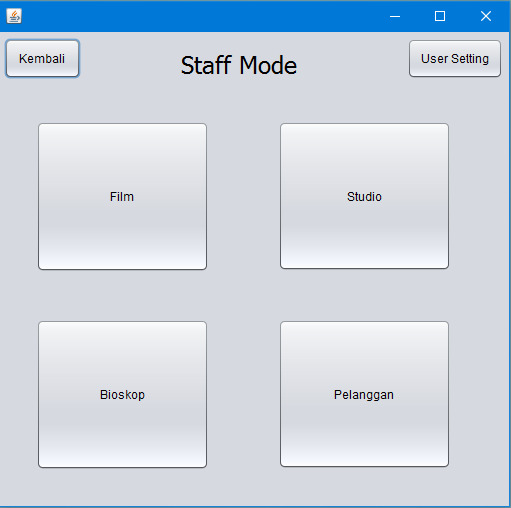 Kembali
Staff Mode
User Setting
Film
Studio
Bioskop
Pelanggan